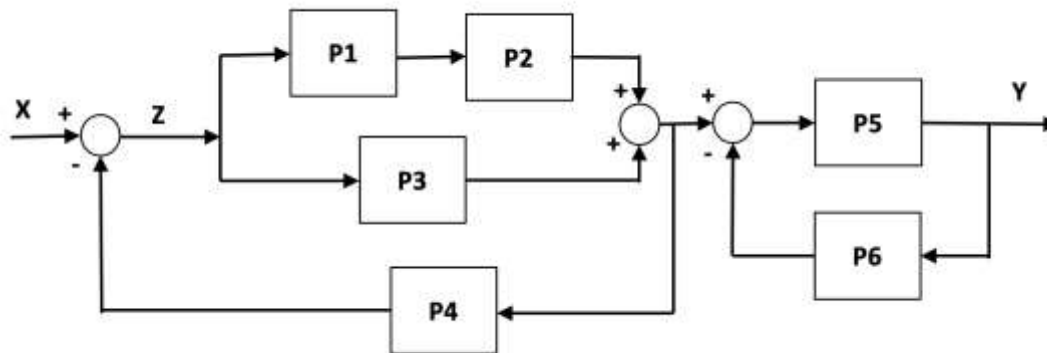 P1
P2
X
+
Z
+
+
Y
P5
-
+
-
P3
P6
P4